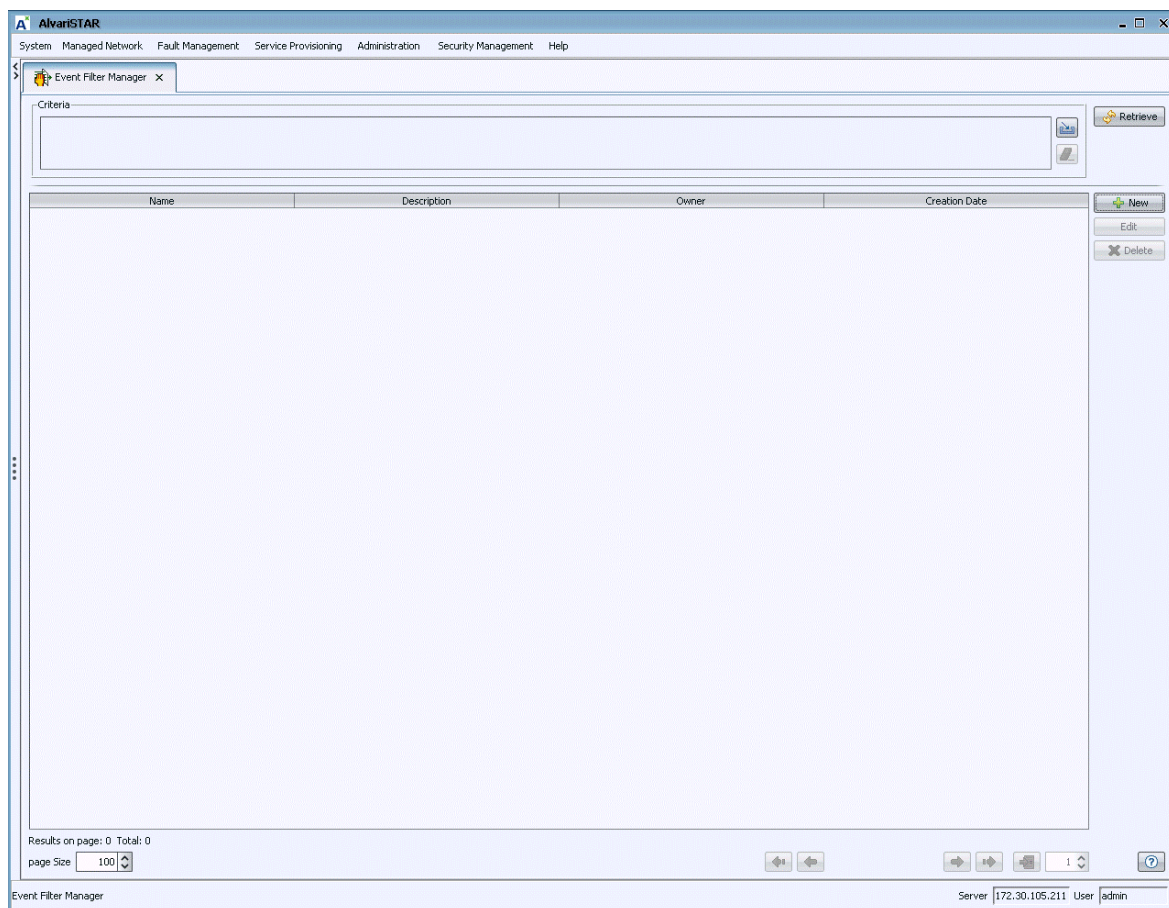 AlvariSTAR
System Managed Network Fault Management Service Provisioning Administration Security Management Help
Event Filter Manager
Criteria
Retrieve
Name Description Owner Creation Date
New
Edit
Delete
Results on page: 0 Total: 0
page Size 100
1
Event Filter Manager Server 172.30.105.211 User admin